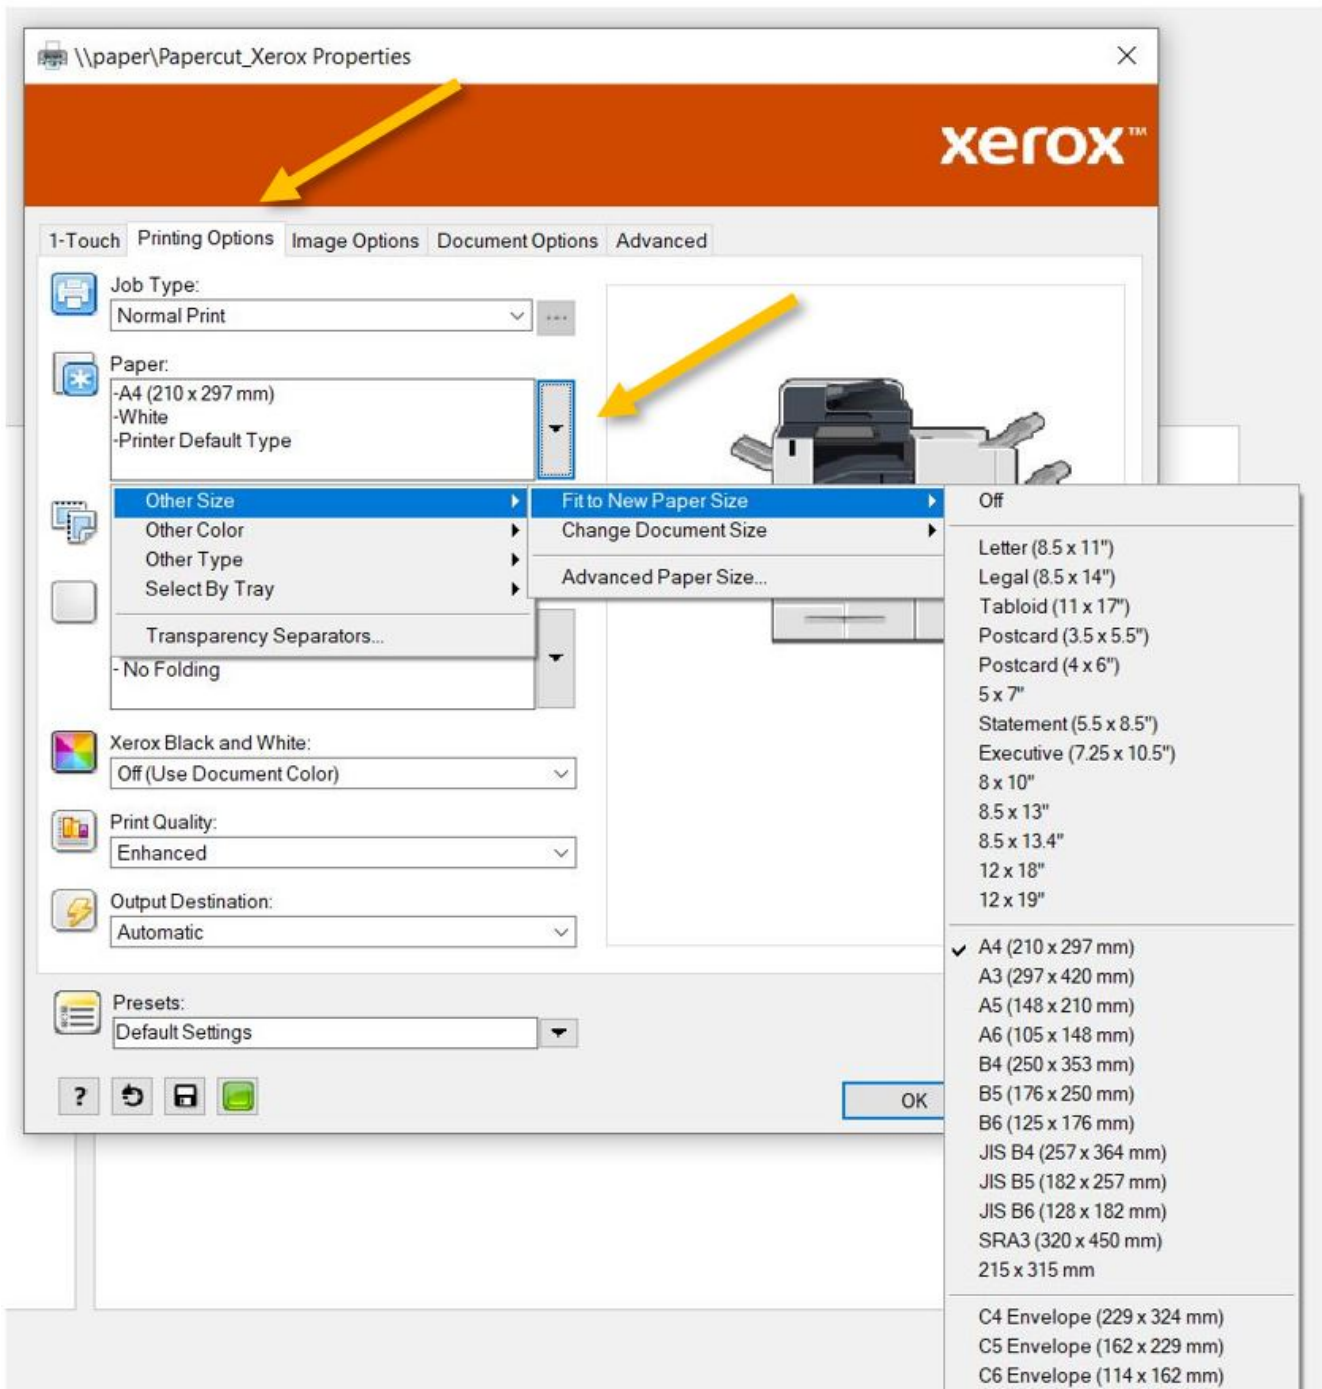 \\paper\Papercut_Xerox Properties
xerox™
1-Touch Printing Options Image Options Document Options Advanced
Job Type:
Normal Print
...
Paper:
-A4 (210 x 297 mm)
-White
-Printer Default Type
Other Size
Other Color
Other Type
Select By Tray
Transparency Separators...
Fit to New Paper Size
Change Document Size
Advanced Paper Size...
Off
Letter (8.5 x 11")
Legal (8.5 x 14")
Tabloid (11 x 17")
Postcard (3.5 x 5.5")
Postcard (4 x 6")
5 x 7"
Statement (5.5 x 8.5")
Executive (7.25 x 10.5")
8 x 10"
8.5 x 13"
8.5 x 13.4"
12 x 18"
12 x 19"
A4 (210 x 297 mm)
A3 (297 x 420 mm)
A5 (148 x 210 mm)
A6 (105 x 148 mm)
B4 (250 x 353 mm)
B5 (176 x 250 mm)
B6 (125 x 176 mm)
JIS B4 (257 x 364 mm)
JIS B5 (182 x 257 mm)
JIS B6 (128 x 182 mm)
SRA3 (320 x 450 mm)
215 x 315 mm
C4 Envelope (229 x 324 mm)
C5 Envelope (162 x 229 mm)
C6 Envelope (114 x 162 mm)
- No Folding
Xerox Black and White:
Off (Use Document Color)
Print Quality:
Enhanced
Output Destination:
Automatic
Presets:
Default Settings
?
OK